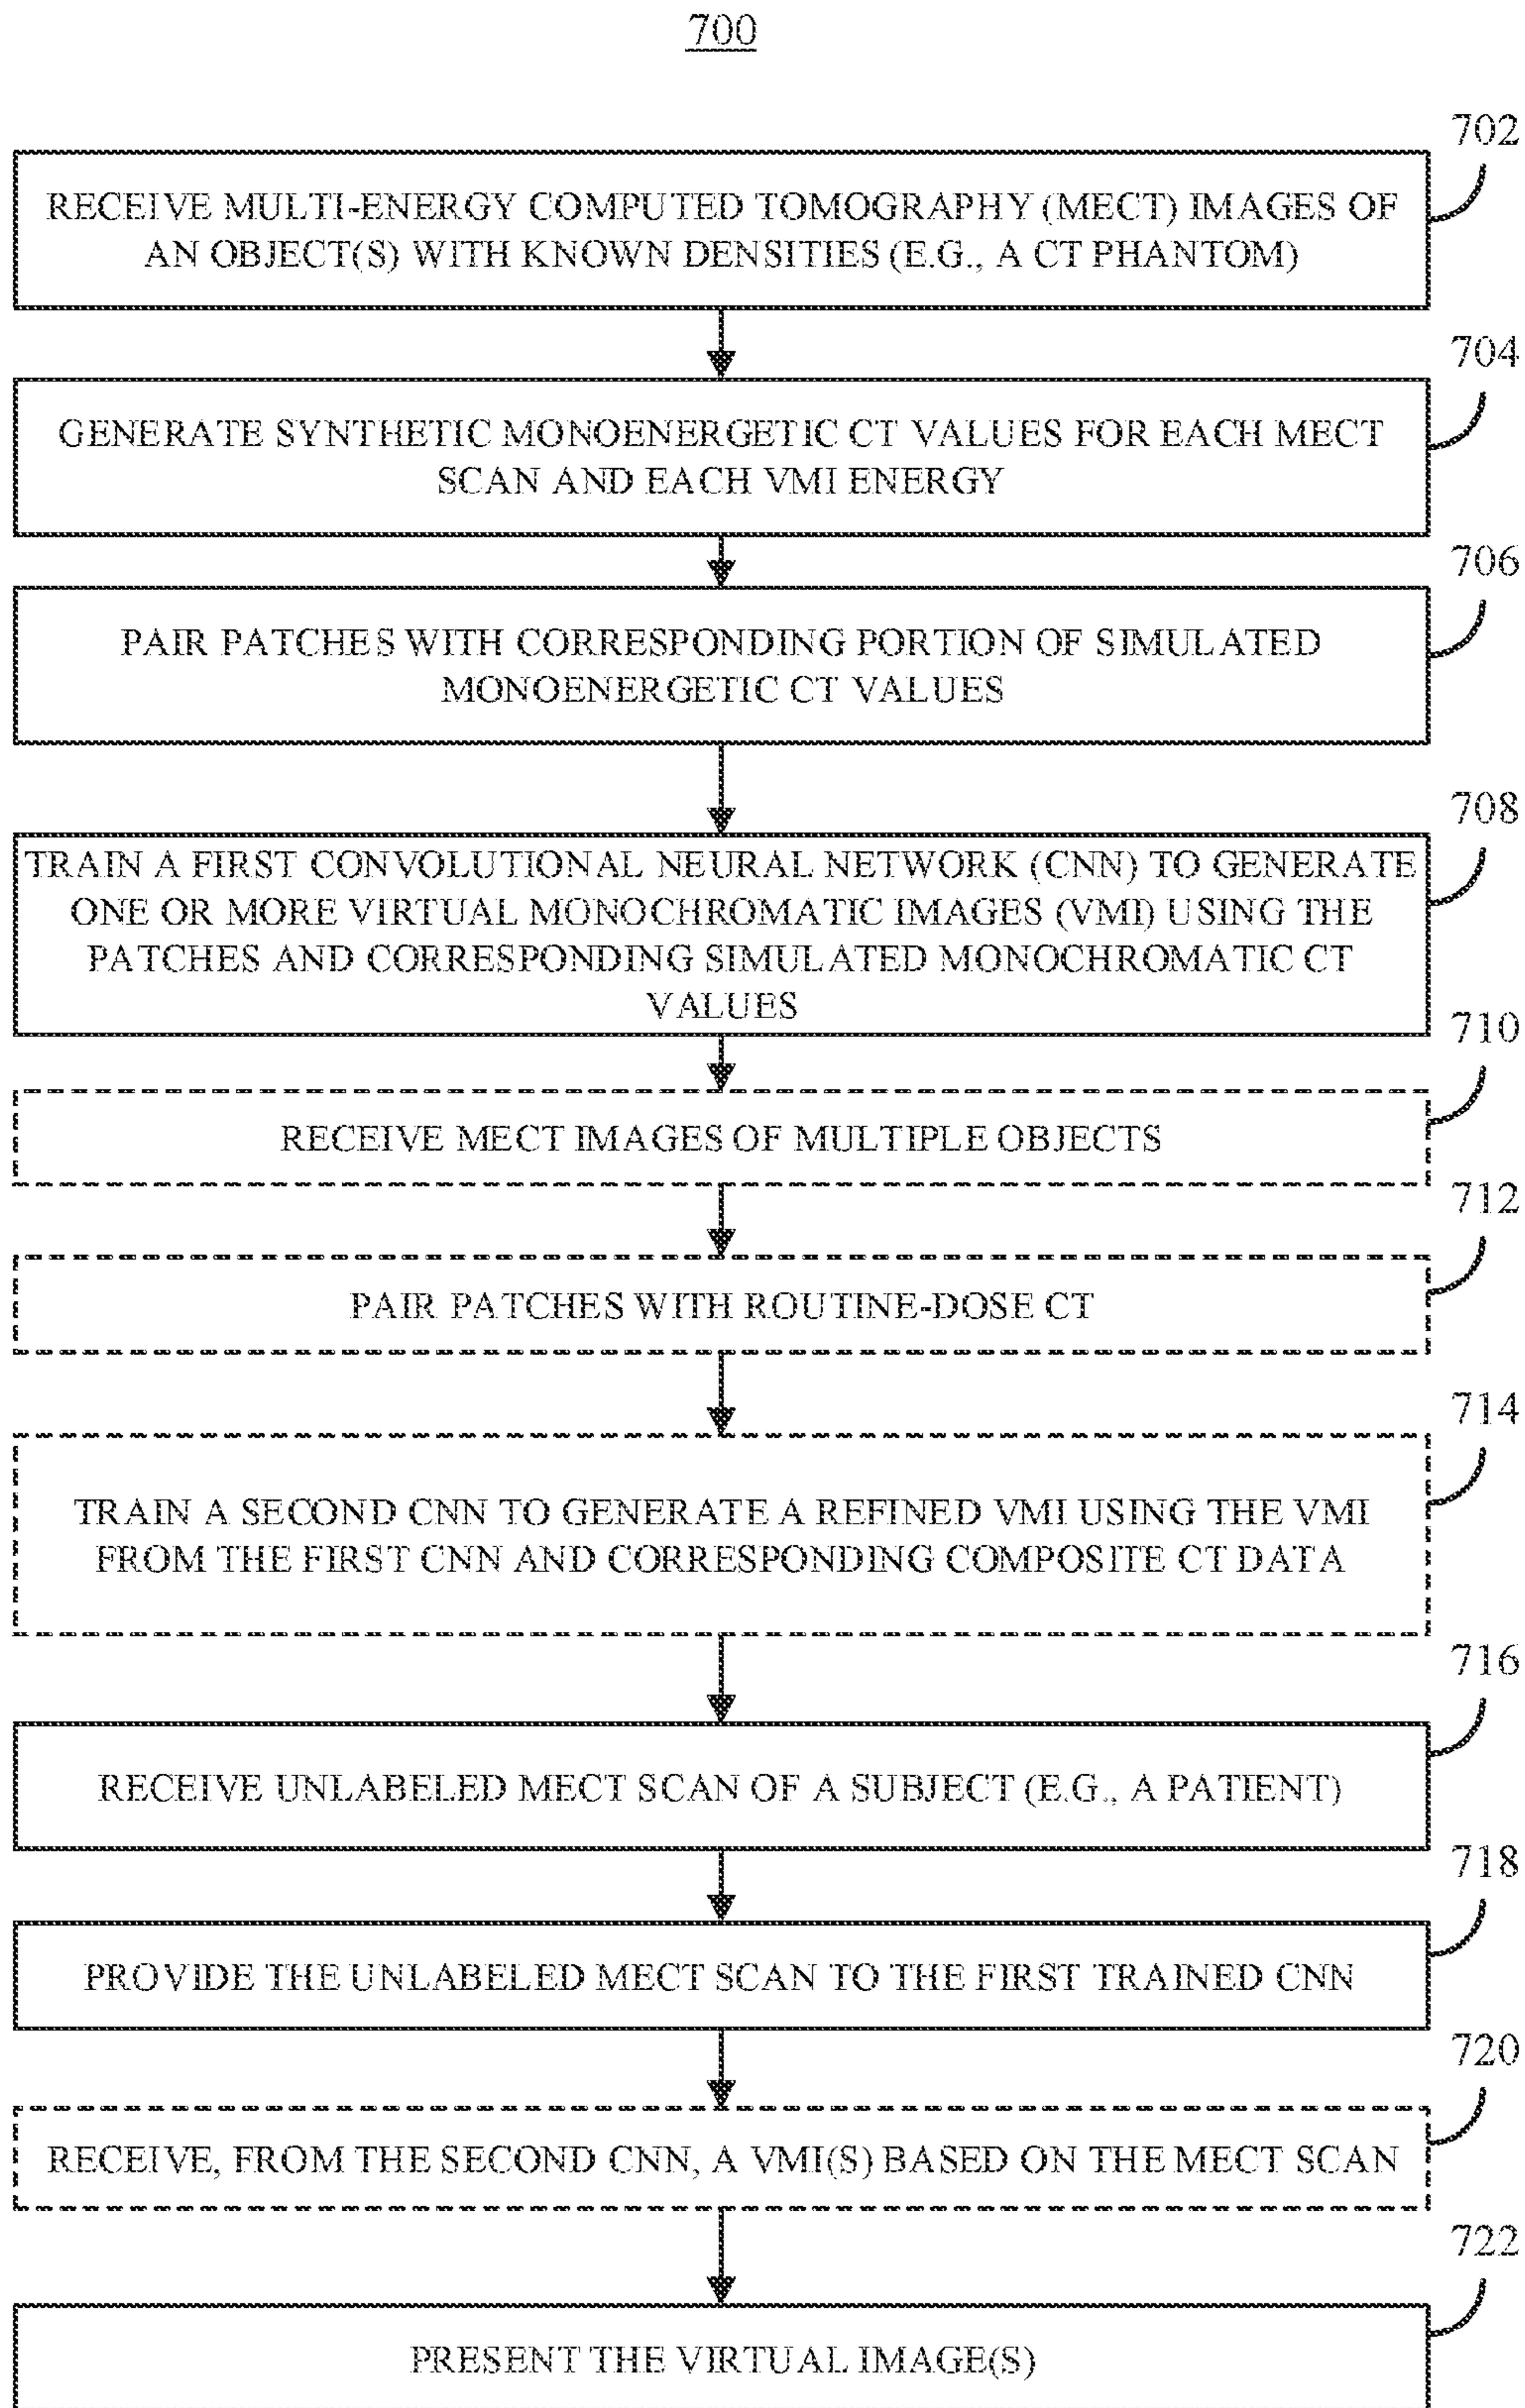 700
702
RECEIVE MULTI-ENERGY COMPUTED TOMOGRAPHY (MECT) IMAGES OF
AN OBJECT(S) WITH KNOWN DENSITIES (E.G., A CT PHANTOM)
704
GENERATE SYNTHETIC MONOENERGETIC CT VALUES FOR EACH MECT
SCAN AND EACH VMI ENERGY
706
PAIR PATCHES WITH CORRESPONDING PORTION OF SIMULATED
MONOENERGETIC CT VALUES
708
TRAIN A FIRST CONVOLUTIONAL NEURAL NETWORK (CNN) TO GENERATE
ONE OR MORE VIRTUAL MONOCHROMATIC IMAGES (VMI) USING THE
PATCHES AND CORRESPONDING SIMULATED MONOCHROMATIC CT
VALUES
710
RECEIVE MECT IMAGES OF MULTIPLE OBJECTS
712
PAIR PATCHES WITH ROUTINE-DOSE CT
714
TRAIN A SECOND CNN TO GENERATE A REFINED VMI USING THE VMI
FROM THE FIRST CNN AND CORRESPONDING COMPOSITE CT DATA
716
RECEIVE UNLABELED MECT SCAN OF A SUBJECT (E.G., A PATIENT)
718
PROVIDE THE UNLABELED MECT SCAN TO THE FIRST TRAINED CNN
720
RECEIVE, FROM THE SECOND CNN, A VMI(S) BASED ON THE MECT SCAN
722
PRESENT THE VIRTUAL IMAGE(S)